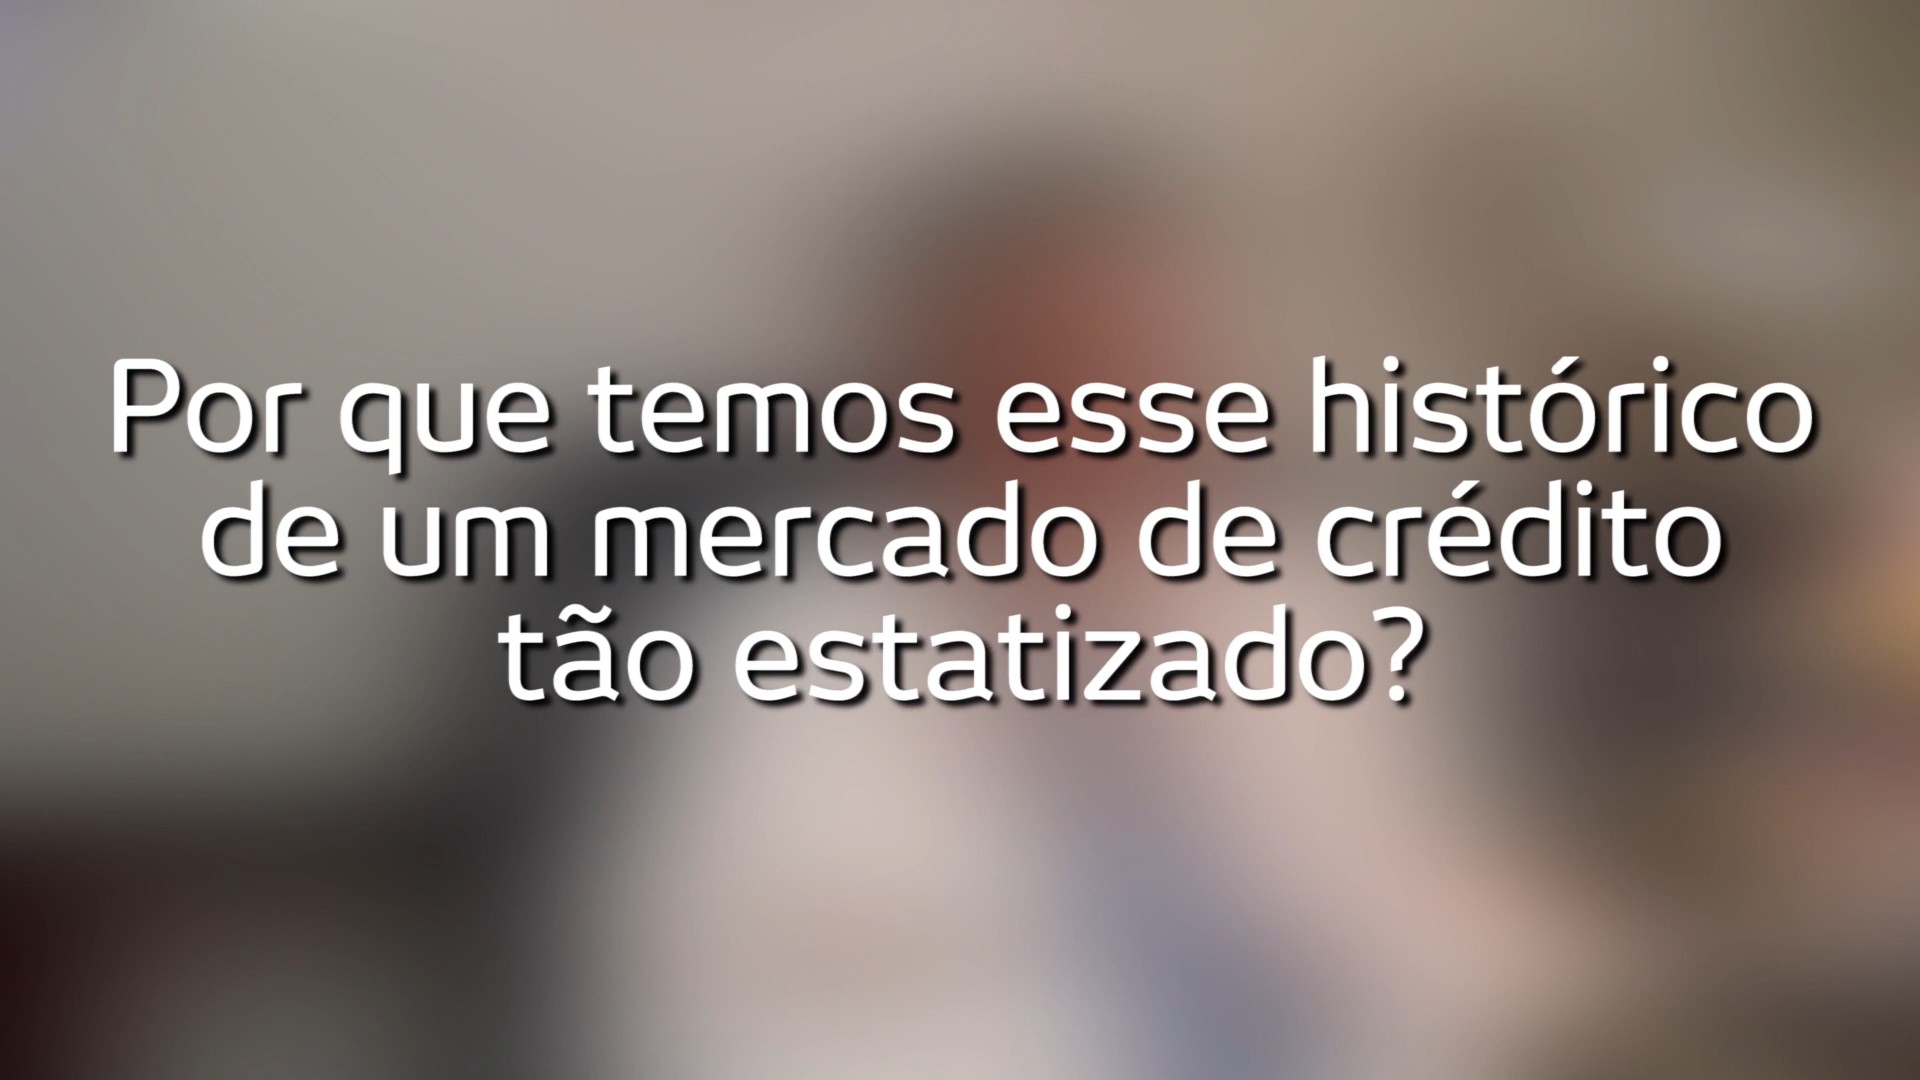 Por que temos esse histórico
de um mercado de crédito
tão estatizado?